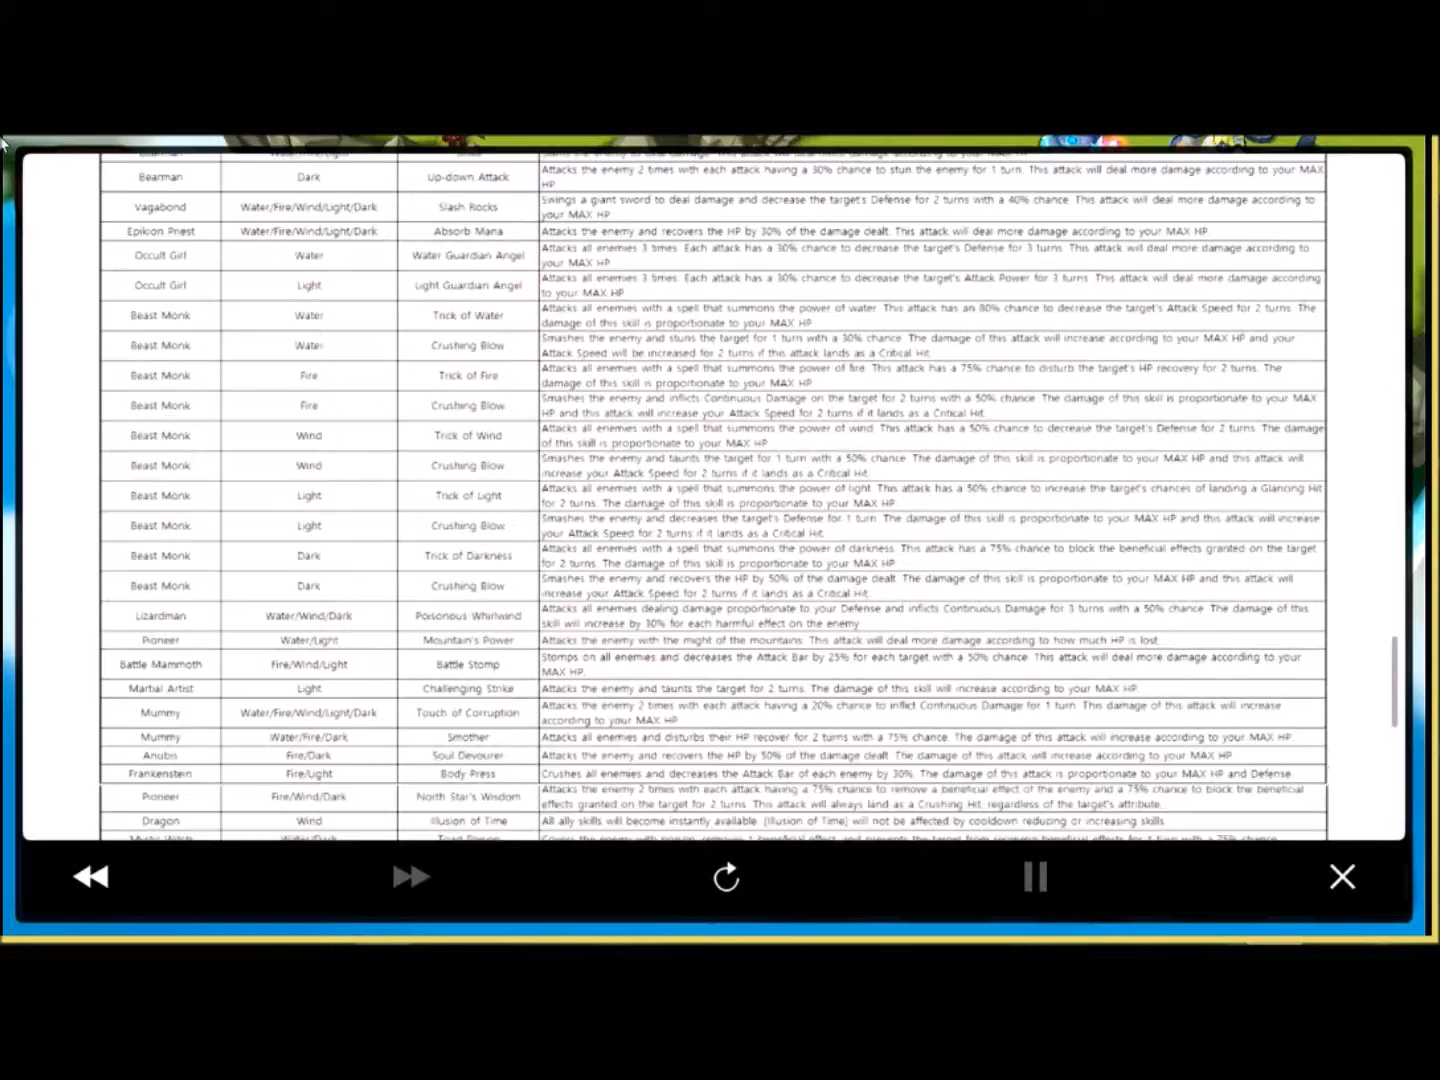 Bearman Dark Up-down Attack Attacks the enemy 2 times with each attack having a 30% chance to stun the enemy for 1 turn. This attack will deal more damage according to your MAX
HP
Vagabond Water/Fire/Wind/Light/Dark Slash Rocks Swings a giant sword to deal damage and decrease the target's Defense for 2 turns with a 40% chance. This attack will deal more damage according to
your MAX HP
Epikion Priest Water/Fire/Wind/Light/Dark Absorb Mana Attacks the enemy and recovers the HP by 30% of the damage dealt. This attack will deal more damage according to your MAX HP.
Occult Girl Water Water Guardian Angel Attacks all enemies 3 times. Each attack has a 30% chance to decrease the target's Defense for 3 turns. This attack will deal more damage according to
your MAX HP
Occult Girl Light Light Guardian Angel Attacks all enemies 3 times. Each attack has a 30% chance to decrease the target's Attack Power for 3 turns. This attack will deal more damage according
to your MAX HP
Beast Monk Water Trick of Water Attacks all enemies with a spell that summons the power of water. This attack has an 80% chance to decrease the target's Attack Speed for 2 turns. The
damage of this skill is proportionate to your MAX HP
Beast Monk Water Crushing Blow Smashes the enemy and stuns the target for 1 turn with a 30% chance. The damage of this attack will increase according to your MAX HP and your
Attack Speed will be increased for 2 turns if this attack lands as a Critical Hit.
Beast Monk Fire Trick of Fire Attacks all enemies with a spell that summons the power of fire. This attack has a 75% chance to disturb the target's HP recovery for 2 turns. The
damage of this skill is proportionate to your MAX HP
Beast Monk Fire Crushing Blow Smashes the enemy and inflicts Continuous Damage on the target for 2 turns with a 50% chance. The damage of this skill is proportionate to your MAX
HP and this attack will increase your Attack Speed for 2 turns if it lands as a Critical Hit.
Beast Monk Wind Trick of Wind Attacks all enemies with a spell that summons the power of wind. This attack has a 50% chance to decrease the target's Defense for 2 turns. The damage
of this skill is proportionate to your MAX HP
Beast Monk Wind Crushing Blow Smashes the enemy and taunts the target for 1 turn with a 50% chance. The damage of this skill is proportionate to your MAX HP and this attack will
increase your Attack Speed for 2 turns if it lands as a Critical Hit.
Beast Monk Light Trick of Light Attacks all enemies with a spell that summons the power of light. This attack has a 50% chance to increase the target's chances of landing a Glancing Hit
for 2 turns. The damage of this skill is proportionate to your MAX HP
Beast Monk Light Crushing Blow Smashes the enemy and decreases the target's Defense for 1 turn. The damage of this skill is proportionate to your MAX HP and this attack will increase
your Attack Speed for 2 turns if it lands as a Critical Hit.
Beast Monk Dark Trick of Darkness Attacks all enemies with a spell that summons the power of darkness. This attack has a 75% chance to block the beneficial effects granted on the target
for 2 turns. The damage of this skill is proportionate to your MAX HP
Beast Monk Dark Crushing Blow Smashes the enemy and recovers the HP by 50% of the damage dealt. The damage of this skill is proportionate to your MAX HP and this attack will
increase your Attack Speed for 2 turns if it lands as a Critical Hit.
Lizardman Water/Wind/Dark Poisonous Whirlwind Attacks all enemies dealing damage proportionate to your Defense and inflicts Continuous Damage for 3 turns with a 50% chance. The damage of this
skill will increase by 30% for each harmful effect on the enemy
Pioneer Water/Light Mountain's Power Attacks the enemy with the might of the mountains. This attack will deal more damage according to how much HP is lost.
Battle Mammoth Fire/Wind/Light Battle Stomp Stomps on all enemies and decreases the Attack Bar by 25% for each target with a 50% chance. This attack will deal more damage according to your
MAX HP.
Martial Artist Light Challenging Strike Attacks the enemy and taunts the target for 2 turns. The damage of this skill will increase according to your MAX HP.
Mummy Water/Fire/Wind/Light/Dark Touch of Corruption Attacks the enemy 2 times with each attack having a 20% chance to inflict Continuous Damage for 1 turn. This damage of this attack will increase
according to your MAX HP
Mummy Water/Fire/Dark Smother Attacks all enemies and disturbs their HP recover for 2 turns with a 75% chance. The damage of this attack will increase according to your MAX HP.
Anubis Fire/Dark Soul Devourer Attacks the enemy and recovers the HP by 50% of the damage dealt. The damage of this attack will increase according to your MAX HP
Frankenstein Fire/Light Body Press Crushes all enemies and decreases the Attack Bar of each enemy by 30%. The damage of this attack is proportionate to your MAX HP and Defense.
Pioneer Fire/Wind/Dark North Star's Wisdom Attacks the enemy 2 times with each attack having a 75% chance to remove a beneficial effect of the enemy and a 75% chance to block the beneficial
effects granted on the target for 2 turns. This attack will always land as a Crushing Hit, regardless of the target's attribute.
Dragon Wind Illusion of Time All ally skills will become instantly available. [Illusion of Time] will not be affected by cooldown reducing or increasing skills.